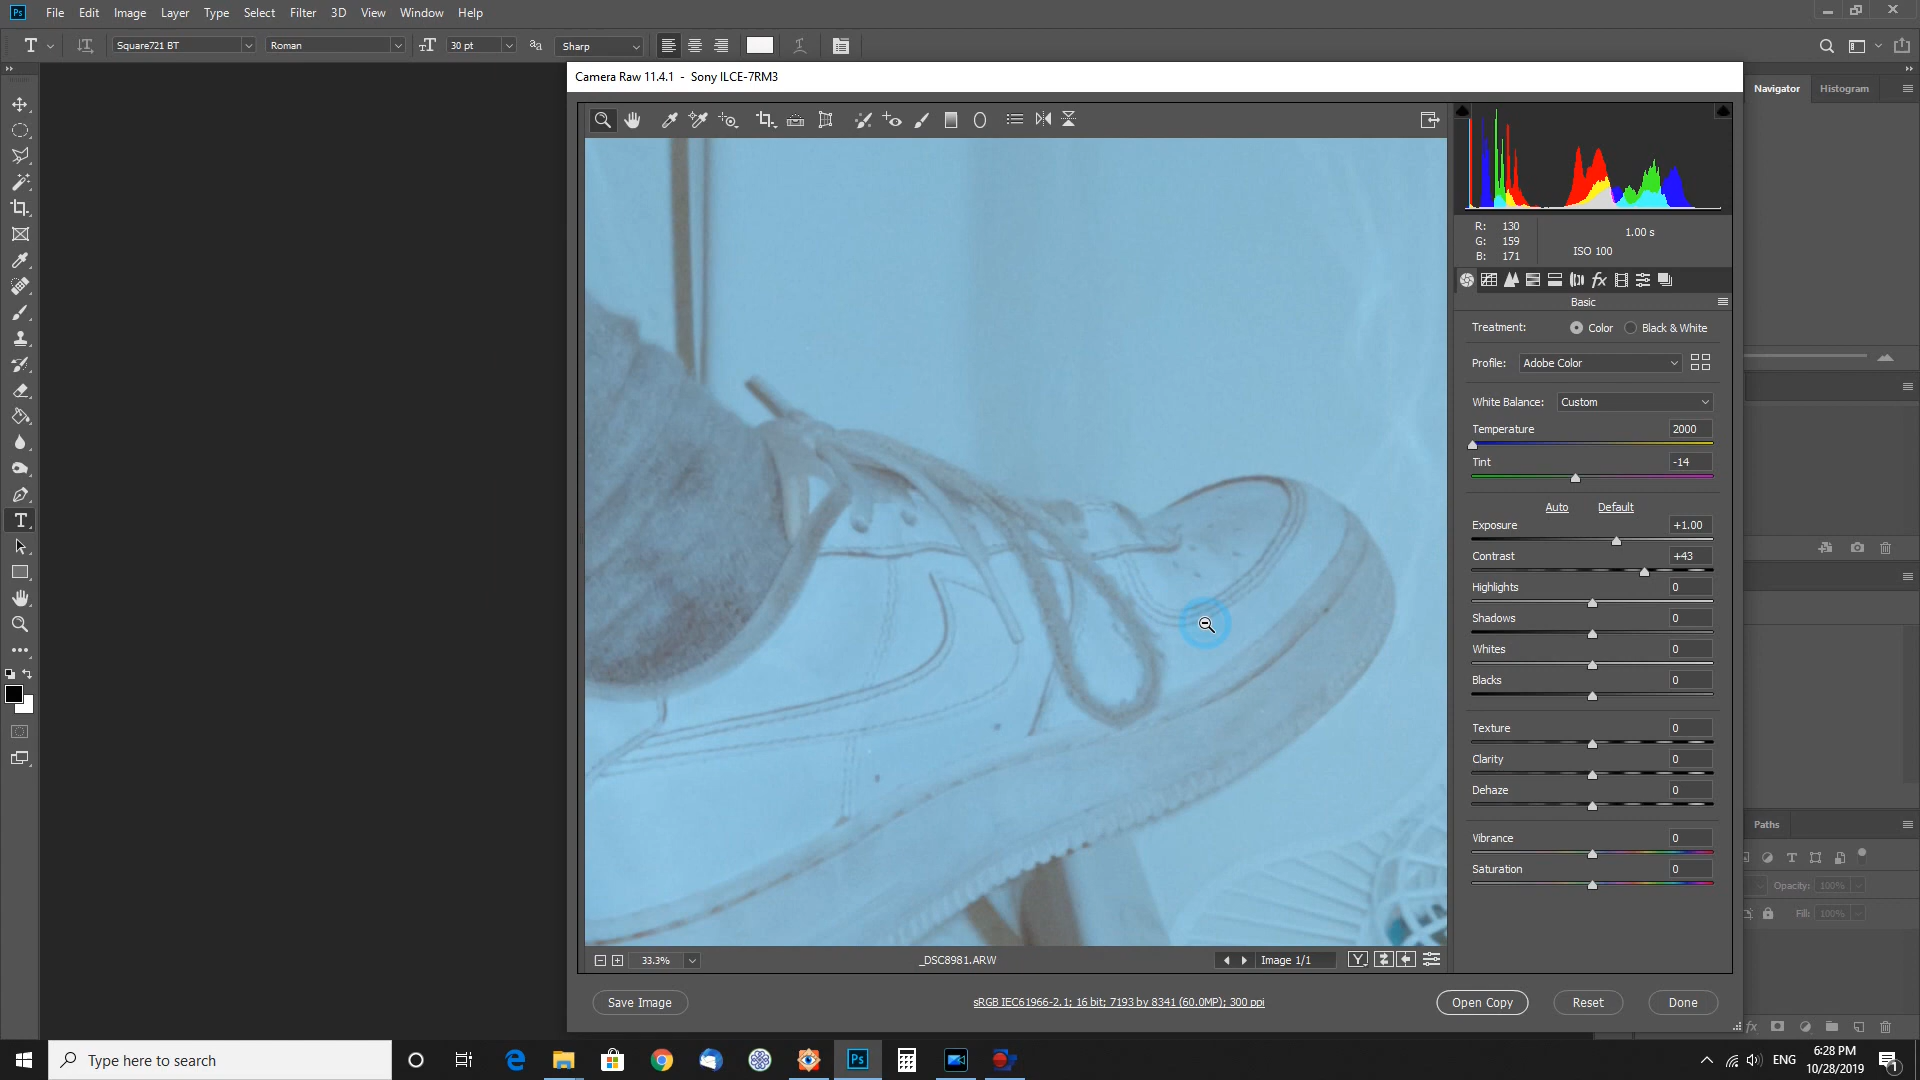 Ps File Edit Image Layer Type Select Filter 3D View Window Help
Square721 BT Roman 30 pt Sharp
Camera Raw 11.4.1 - Sony ILCE-7RM3
Navigator Histogram
R: 130
G: 159
B: 171
1.00 s
ISO 100
Basic
Treatment: Color Black & White
Profile: Adobe Color
White Balance: Custom
Temperature 2000
Tint -14
Auto Default
Exposure +1.00
Contrast +43
Highlights 0
Shadows 0
Whites 0
Blacks 0
Texture 0
Clarity 0
Dehaze 0
Vibrance 0
Saturation 0
Paths
Opacity: 100%
Fill: 100%
33.3% _DSC8981.ARW Image 1/1
Save Image sRGB IEC61966-2.1; 16 bit; 7193 by 8341 (60.0MP); 300 ppi Open Copy Reset Done
Type here to search
Ps
ENG
6:28 PM
10/28/2019
1